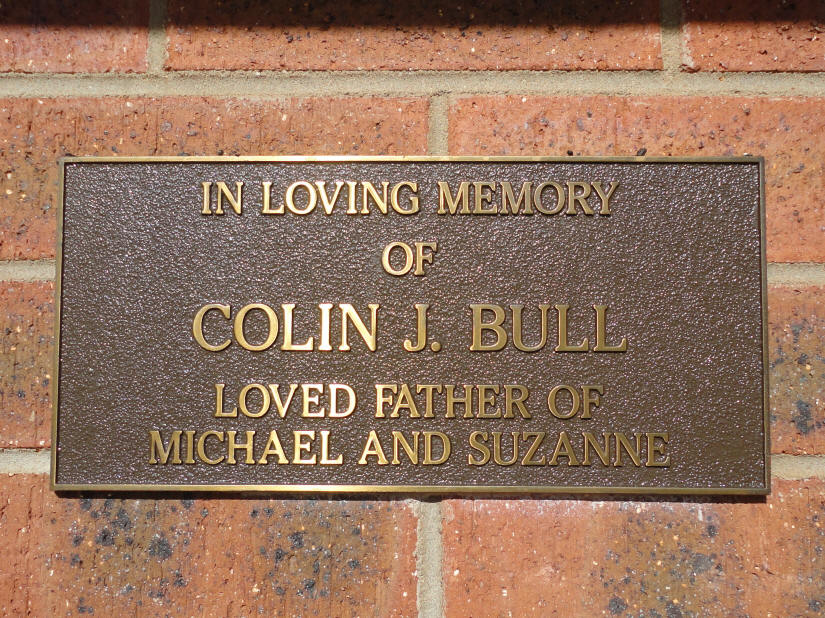 IN LOVING MEMORY
OF
COLIN J. BULL
LOVED FATHER OF
MICHAEL AND SUZANNE